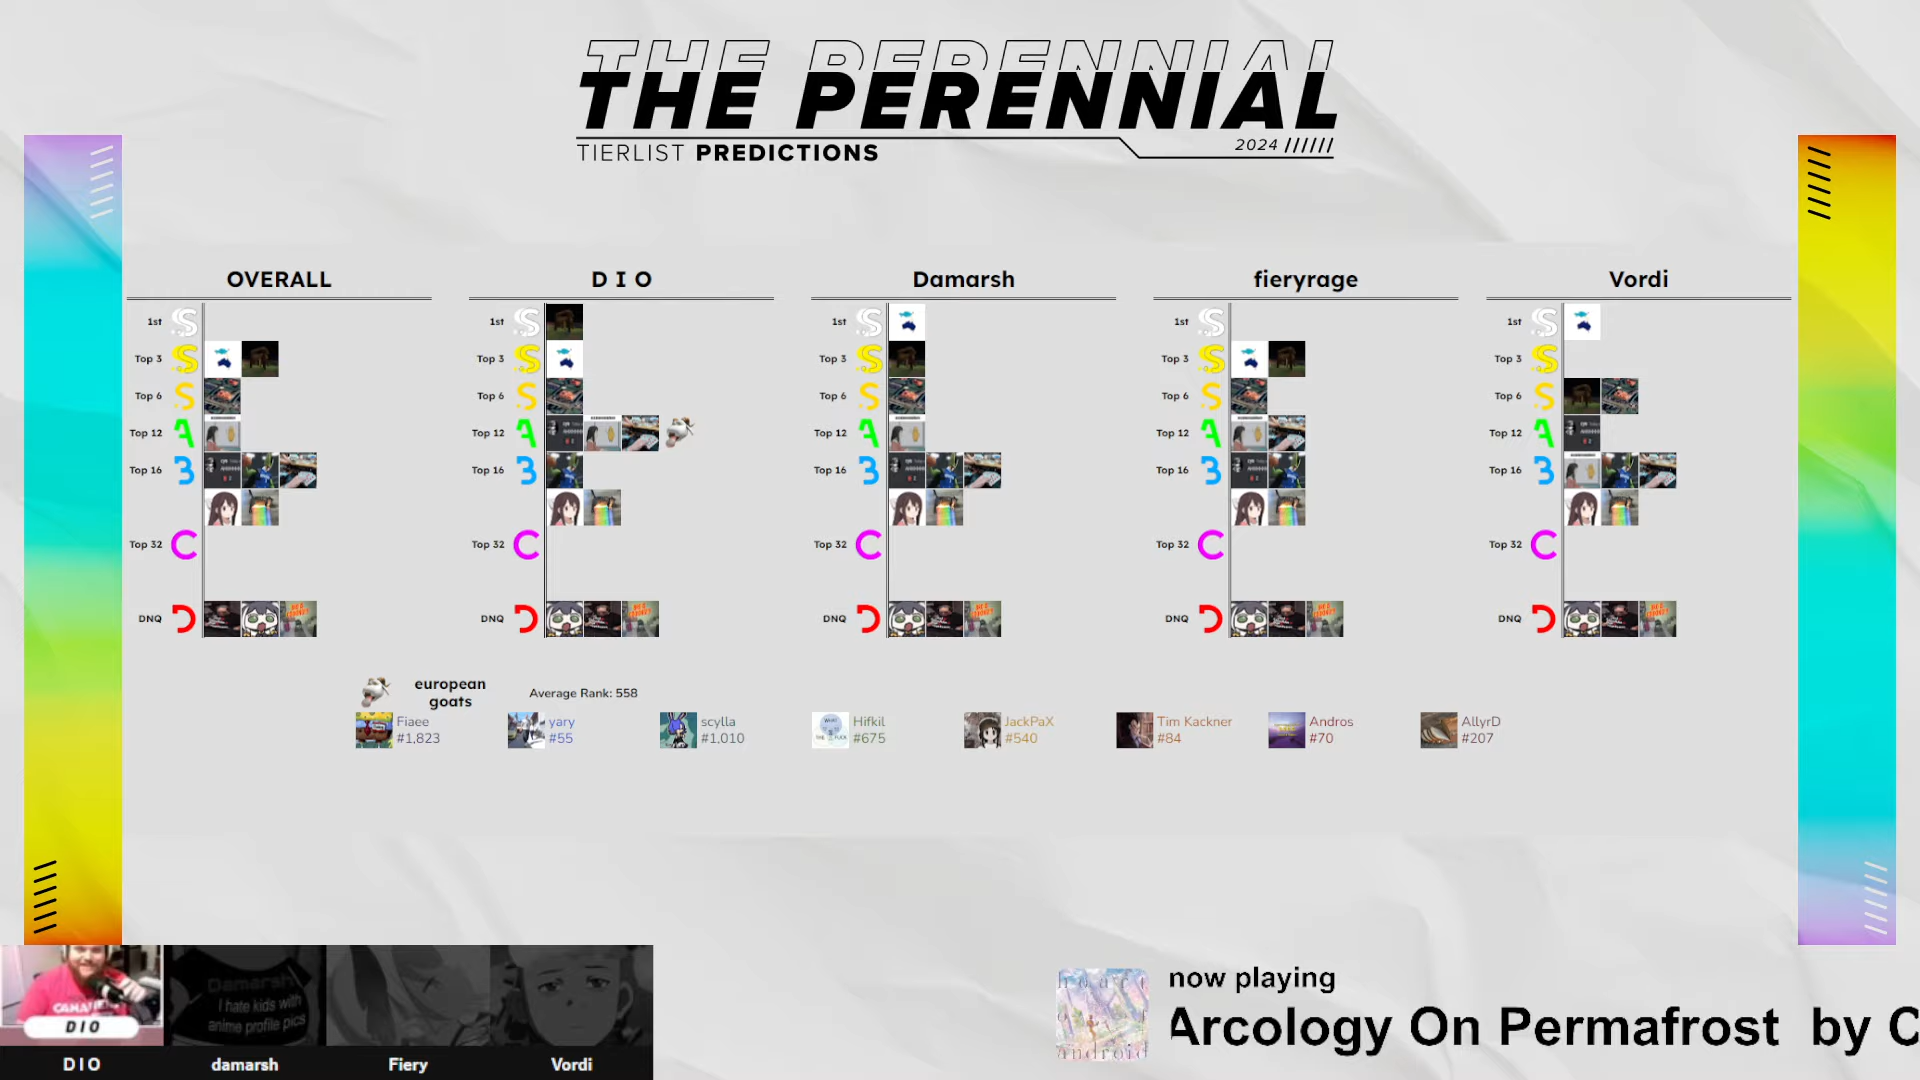 THE PERENNIAL
THE PERENNIAL
TIERLIST PREDICTIONS
2024
OVERALL
1st S
Top 3 S
Top 6 S
Top 12 A
Top 16 B
Top 32 C
DNQ D
D I O
1st S
Top 3 S
Top 6 S
Top 12 A
Top 16 B
Top 32 C
DNQ D
Damarsh
1st S
Top 3 S
Top 6 S
Top 12 A
Top 16 B
Top 32 C
DNQ D
fieryrage
1st S
Top 3 S
Top 6 S
Top 12 A
Top 16 B
Top 32 C
DNQ D
Vordi
1st S
Top 3 S
Top 6 S
Top 12 A
Top 16 B
Top 32 C
DNQ D
european
goats
Average Rank: 558
Fiaee
#1,823
yary
#55
scylla
#1,010
Hifkil
#675
JackPaX
#540
Tim Kackner
#84
Andros
#70
AllyrD
#207
D I O
Damarsh
I hate kids with
anime profile pics
D I O
damarsh
Fiery
Vordi
now playing
Arcology On Permafrost by C